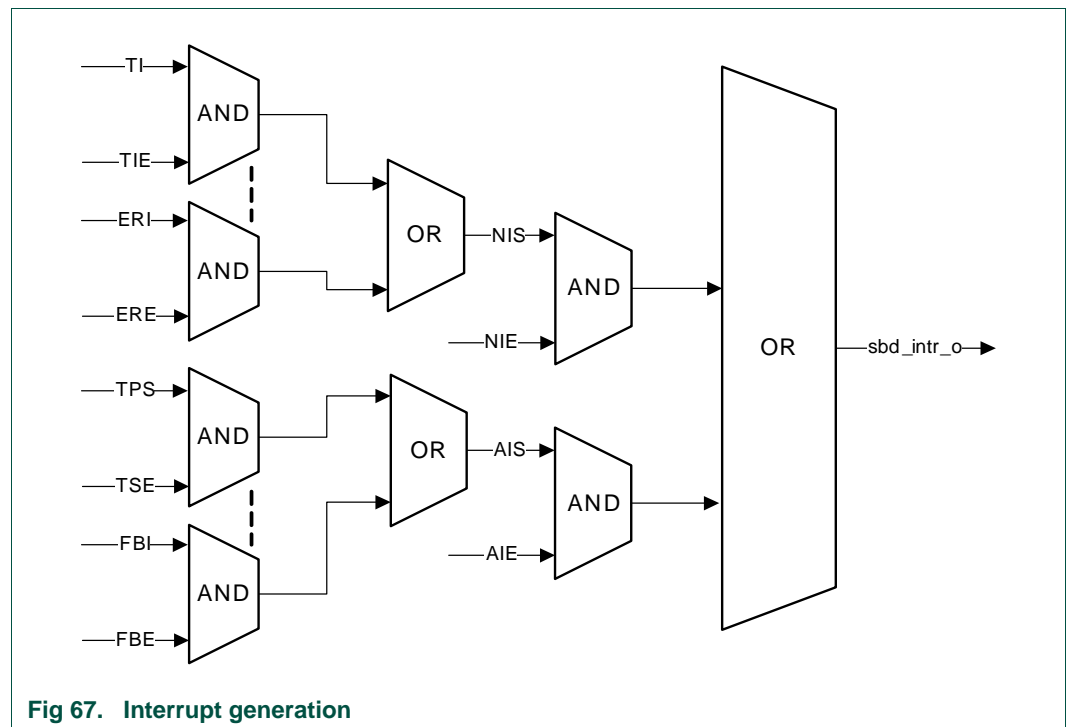 TI
AND
TIE
ERI
AND
ERE
OR
NIS
AND
NIE
TPS
AND
TSE
FBI
AND
FBE
OR
AIS
AND
AIE
OR
sbd_intr_o
Fig 67. Interrupt generation